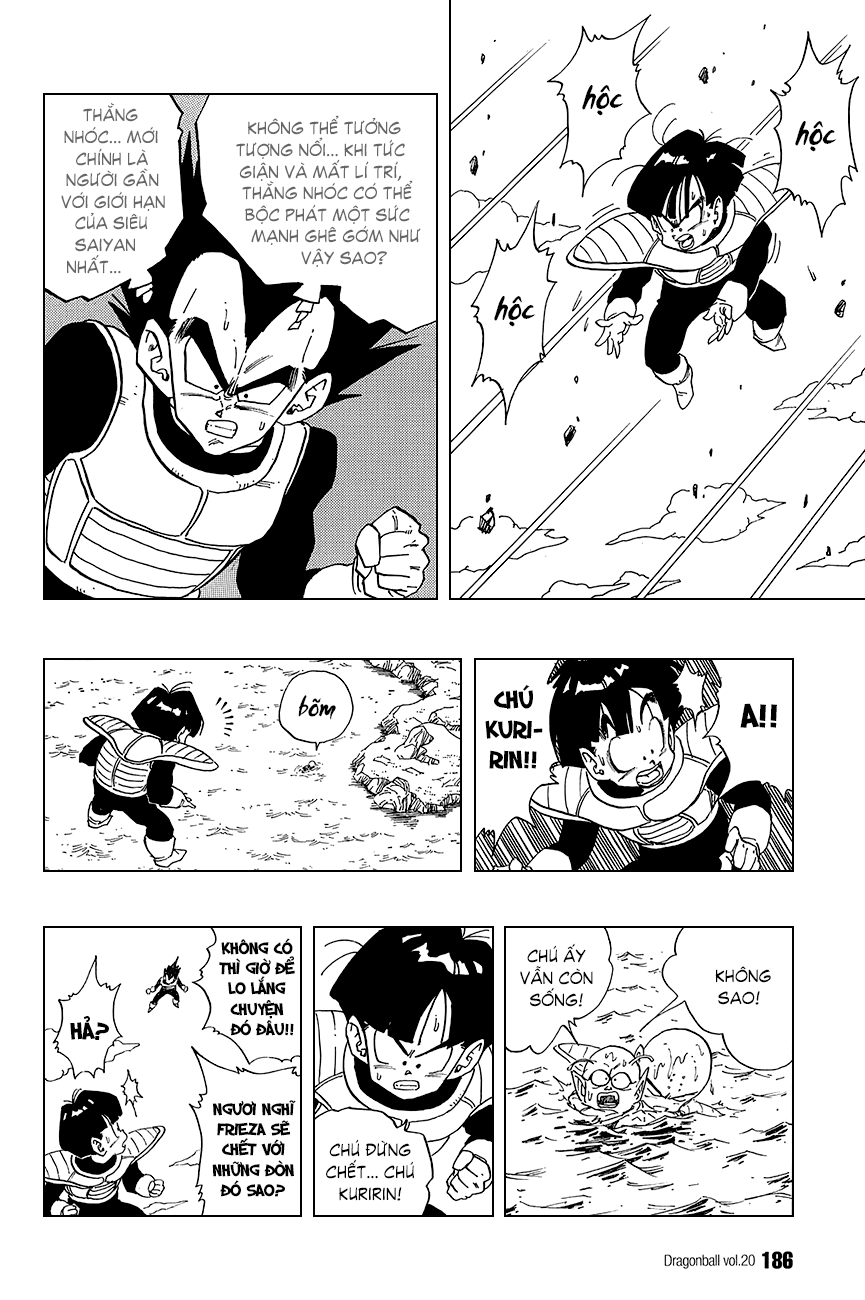 hộc
hộc
hộc
KHÔNG THỂ TƯỞNG
TƯỢNG NỔI... KHI TỨC
GIẬN VÀ MẤT LÍ TRÍ,
THẰNG NHÓC CÓ THỂ
BỘC PHÁT MỘT SỨC
MẠNH GHÊ GỚM NHƯ
VẬY SAO?
THẰNG
NHÓC... MỚI
CHÍNH LÀ
NGƯỜI GẦN
VỚI GIỚI HẠN
CỦA SIÊU
SAIYAN
NHẤT...
A!!
CHÚ
KURI-
RIN!!
bõm
KHÔNG
SAO!
CHÚ ẤY
VẪN CÒN
SỐNG!
CHÚ ĐỪNG
CHẾT... CHÚ
KURIRIN!
KHÔNG CÓ
THÌ GIỜ ĐỂ
LO LẮNG
CHUYỆN
ĐÓ ĐÂU!!
HẢ?
NGƯƠI NGHĨ
FRIEZA SẼ
CHẾT VỚI
NHỮNG ĐÒN
ĐÓ SAO?
Dragonball vol.20 186